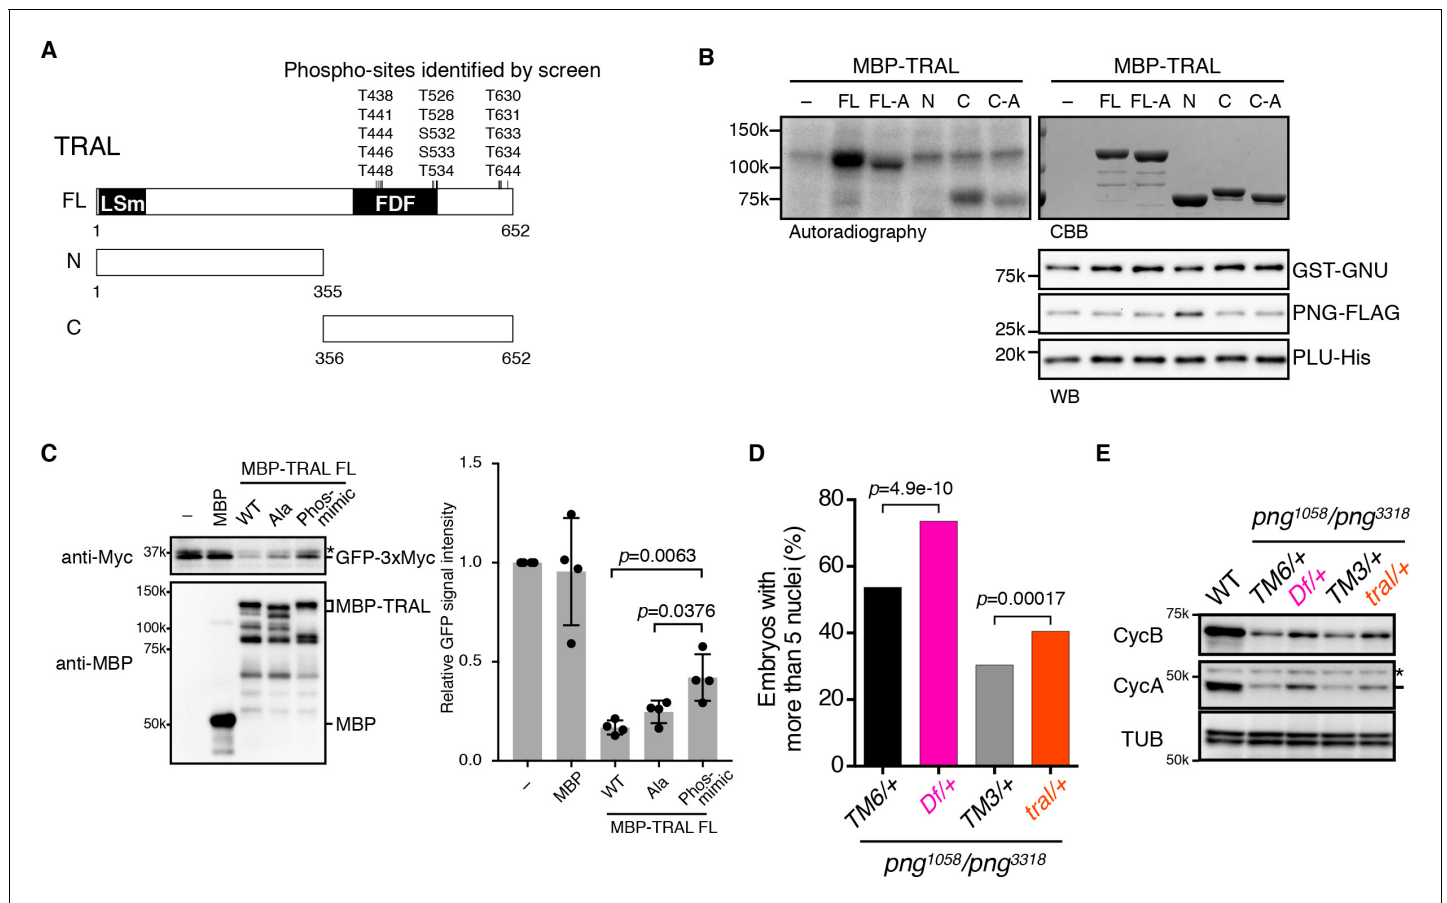 A
Phospho-sites identified by screen
T438 T526 T630
T441 T528 T631
T444 S532 T633
T446 S533 T634
T448 T534 T644
TRAL
FL LSm FDF
1 652
N
1 355
C
356 652
B
MBP-TRAL MBP-TRAL
– FL FL-A N C C-A – FL FL-A N C C-A
150k
100k
75k
Autoradiography CBB
75k GST-GNU
25k PNG-FLAG
20k PLU-His
WB
C
MBP-TRAL FL
– MBP WT Ala Phos-mimic
anti-Myc 37k * GFP-3xMyc
150k MBP-TRAL
100k
75k
anti-MBP
50k MBP
Relative GFP signal intensity
1.5
1.0
0.5
0.0
p=0.0063
p=0.0376
– MBP WT Ala Phos-mimic
MBP-TRAL FL
D
Embryos with
more than 5 nuclei (%)
80
60
40
20
0
p=4.9e-10
p=0.00017
TM6/+ Df/+ TM3/+ tral/+
png1058/png3318
E
png1058/png3318
WT TM6/+ Df/+ TM3/+ tral/+
75k
CycB
50k *
CycA
TUB
50k